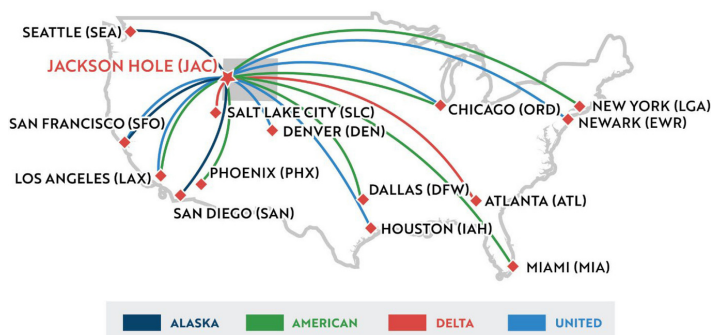 SEATTLE (SEA)
JACKSON HOLE (JAC)
SALT LAKE CITY (SLC)
CHICAGO (ORD)
NEW YORK (LGA)
NEWARK (EWR)
SAN FRANCISCO (SFO)
DENVER (DEN)
LOS ANGELES (LAX)
PHOENIX (PHX)
DALLAS (DFW)
ATLANTA (ATL)
SAN DIEGO (SAN)
HOUSTON (IAH)
MIAMI (MIA)
ALASKA
AMERICAN
DELTA
UNITED